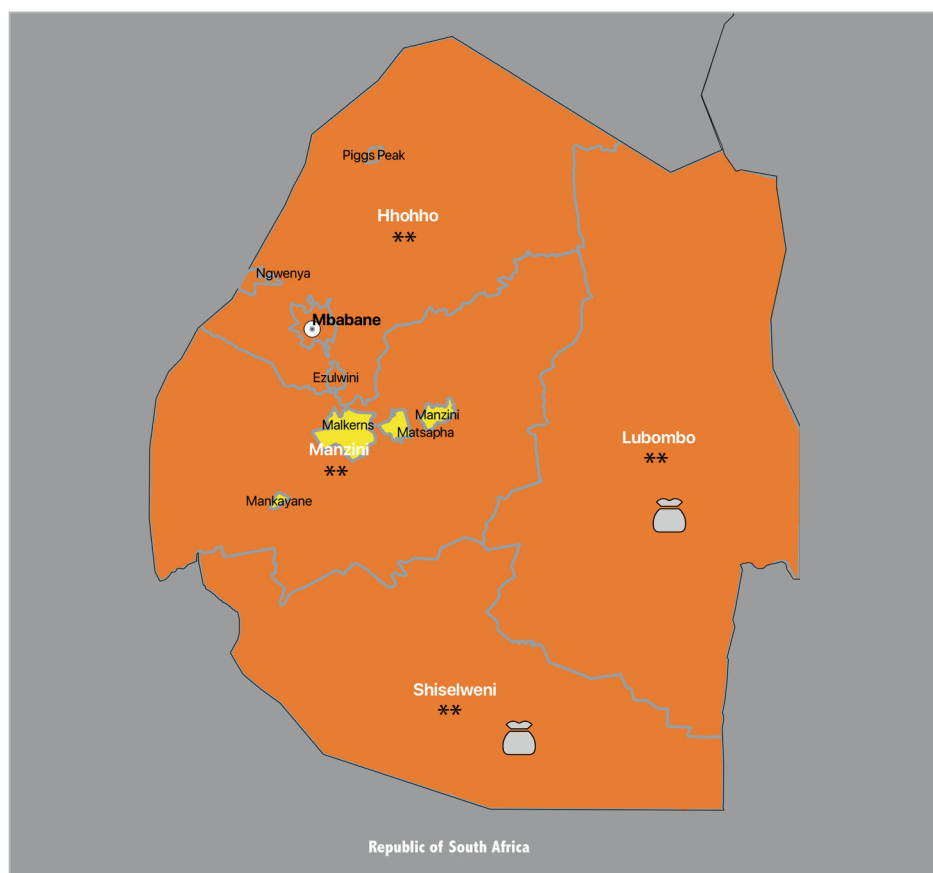 Piggs Peak
Hhohho
**
Ngwenya
Mbabane
Ezulwini
Manzini
Malkerns
Matsapha
Manzini
**
Lubombo
**
Mankayane
Shiselweni
**
Republic of South Africa